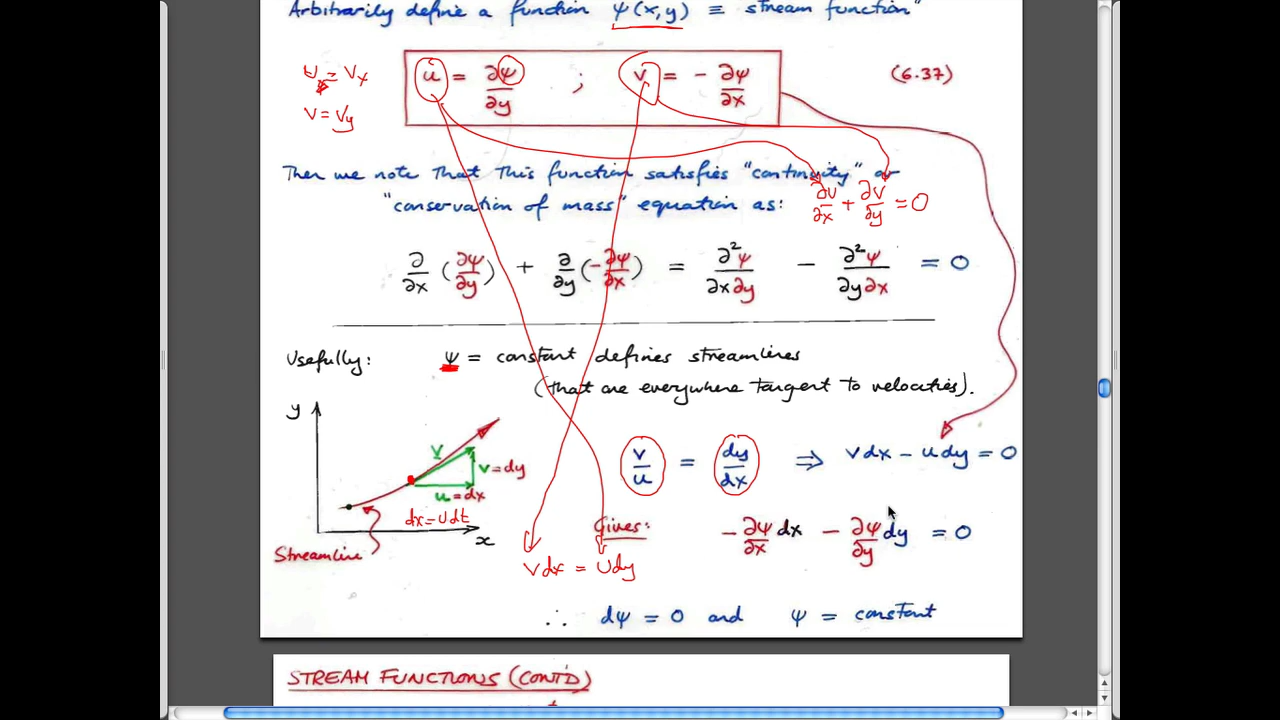 Arbitrarily define a function ψ(x,y) ≡ stream function"
u = vx
v = vy
u = ∂ψ/∂y ; v = - ∂ψ/∂x (6.37)
Then we note that this function satisfies "continuity" or
"conservation of mass" equation as:
∂v/∂x + ∂v/∂y = 0
∂/∂x (∂ψ/∂y) + ∂/∂y (-∂ψ/∂x) = ∂²ψ/∂x∂y - ∂²ψ/∂y∂x = 0
Usefully: ψ = constant defines streamlines
(that are everywhere tangent to velocities).
y
v
v = dy
u = dx
dx = udt
x
Streamline
v/u = dy/dx ⇒ vdx - udy = 0
Gives: -∂ψ/∂x dx - ∂ψ/∂y dy = 0
vdx = udy
∴ dψ = 0 and ψ = constant
STREAM FUNCTIONS (CONT'D)